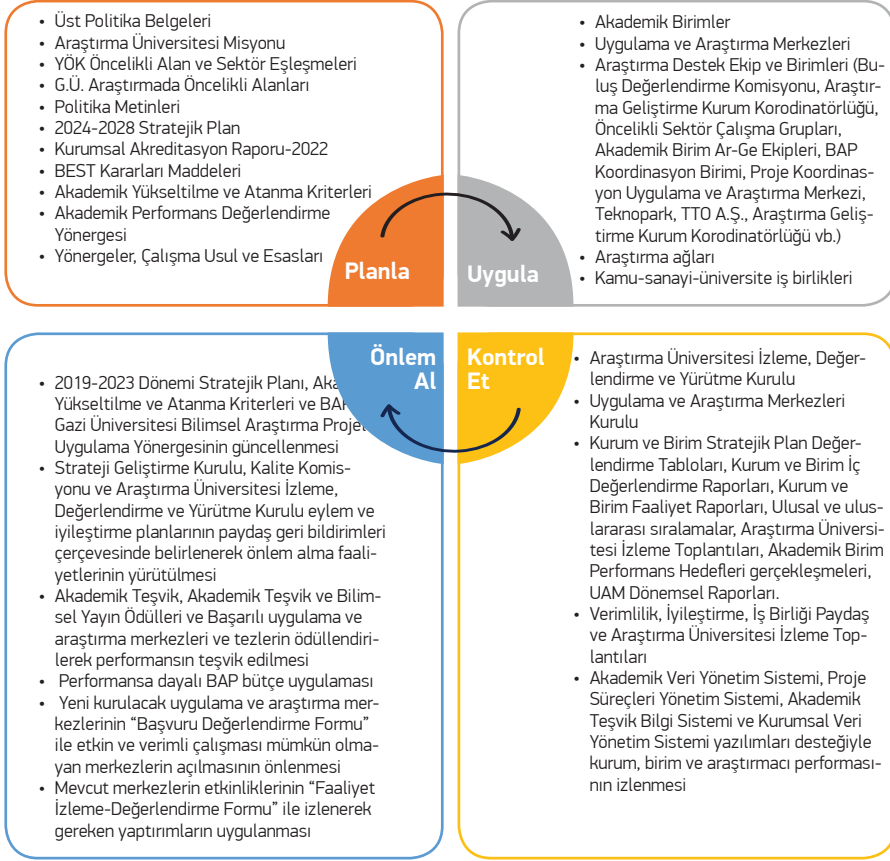 • Üst Politika Belgeleri
• Araştırma Üniversitesi Misyonu
• YÖK Öncelikli Alan ve Sektör Eşleşmeleri
• G.Ü. Araştırmada Öncelikli Alanları
• Politika Metinleri
• 2024-2028 Stratejik Plan
• Kurumsal Akreditasyon Raporu-2022
• BEST Kararları Maddeleri
• Akademik Yükseltilme ve Atanma Kriterleri
• Akademik Performans Değerlendirme
Yönergesi
• Yönergeler, Çalışma Usul ve Esasları
Planla
• Akademik Birimler
• Uygulama ve Araştırma Merkezleri
• Araştırma Destek Ekip ve Birimleri (Bu-
luş Değerlendirme Komisyonu, Araştır-
ma Geliştirme Kurum Korodinatörlüğü,
Öncelikli Sektör Çalışma Grupları,
Akademik Birim Ar-Ge Ekipleri, BAP
Koordinasyon Birimi, Proje Koordinas-
yon Uygulama ve Araştırma Merkezi,
Teknopark, TTO A.Ş., Araştırma Geliş-
tirme Kurum Korodinatörlüğü vb.)
• Araştırma ağları
• Kamu-sanayi-üniversite iş birlikleri
Uygula
Önlem
Al
• 2019-2023 Dönemi Stratejik Planı,
Yükseltilme ve Atanma Kriterleri ve
Gazi Üniversitesi Bilimsel Araştırma
Uygulama Yönergesinin güncellenmesi
• Strateji Geliştirme Kurulu, Kalite Komis-
yonu ve Araştırma Üniversitesi İzleme,
Değerlendirme ve Yürütme Kurulu eylem ve
iyileştirme planlarının paydaş geri bildirimleri
çerçevesinde belirlenerek önlem alma faali-
yetlerinin yürütülmesi
• Akademik Teşvik, Akademik Teşvik ve Bilim-
sel Yayın Ödülleri ve Başarılı uygulama ve
araştırma merkezleri ve tezlerin ödüllendiri-
lerek performansın teşvik edilmesi
• Performansa dayalı BAP bütçe uygulaması
• Yeni kurulacak uygulama ve araştırma mer-
kezlerinin “Başvuru Değerlendirme Formu”
ile etkin ve verimli çalışması mümkün olma-
yan merkezlerin açılmasının önlenmesi
• Mevcut merkezlerin etkinliklerinin “Faaliyet
İzleme-Değerlendirme Formu” ile izlenerek
gereken yaptırımların uygulanması
Kontrol
Et
• Araştırma Üniversitesi İzleme, Değer-
lendirme ve Yürütme Kurulu
• Uygulama ve Araştırma Merkezleri
Kurulu
• Kurum ve Birim Stratejik Plan Değer-
lendirme Tabloları, Kurum ve Birim İç
Değerlendirme Raporları, Kurum ve
Birim Faaliyet Raporları, Ulusal ve ulus-
lararası sıralamalar, Araştırma Üniversi-
tesi İzleme Toplantıları, Akademik Birim
Performans Hedefleri gerçekleşmeleri,
UAM Dönemsel Raporları.
• Verimlilik, İyileştirme, İş Birliği Paydaş
ve Araştırma Üniversitesi İzleme Top-
lantıları
• Akademik Veri Yönetim Sistemi, Proje
Süreçleri Yönetim Sistemi, Akademik
Teşvik Bilgi Sistemi ve Kurumsal Veri
Yönetim Sistemi yazılımları desteğiyle
kurum, birim ve araştırmacı performası-
nın izlenmesi